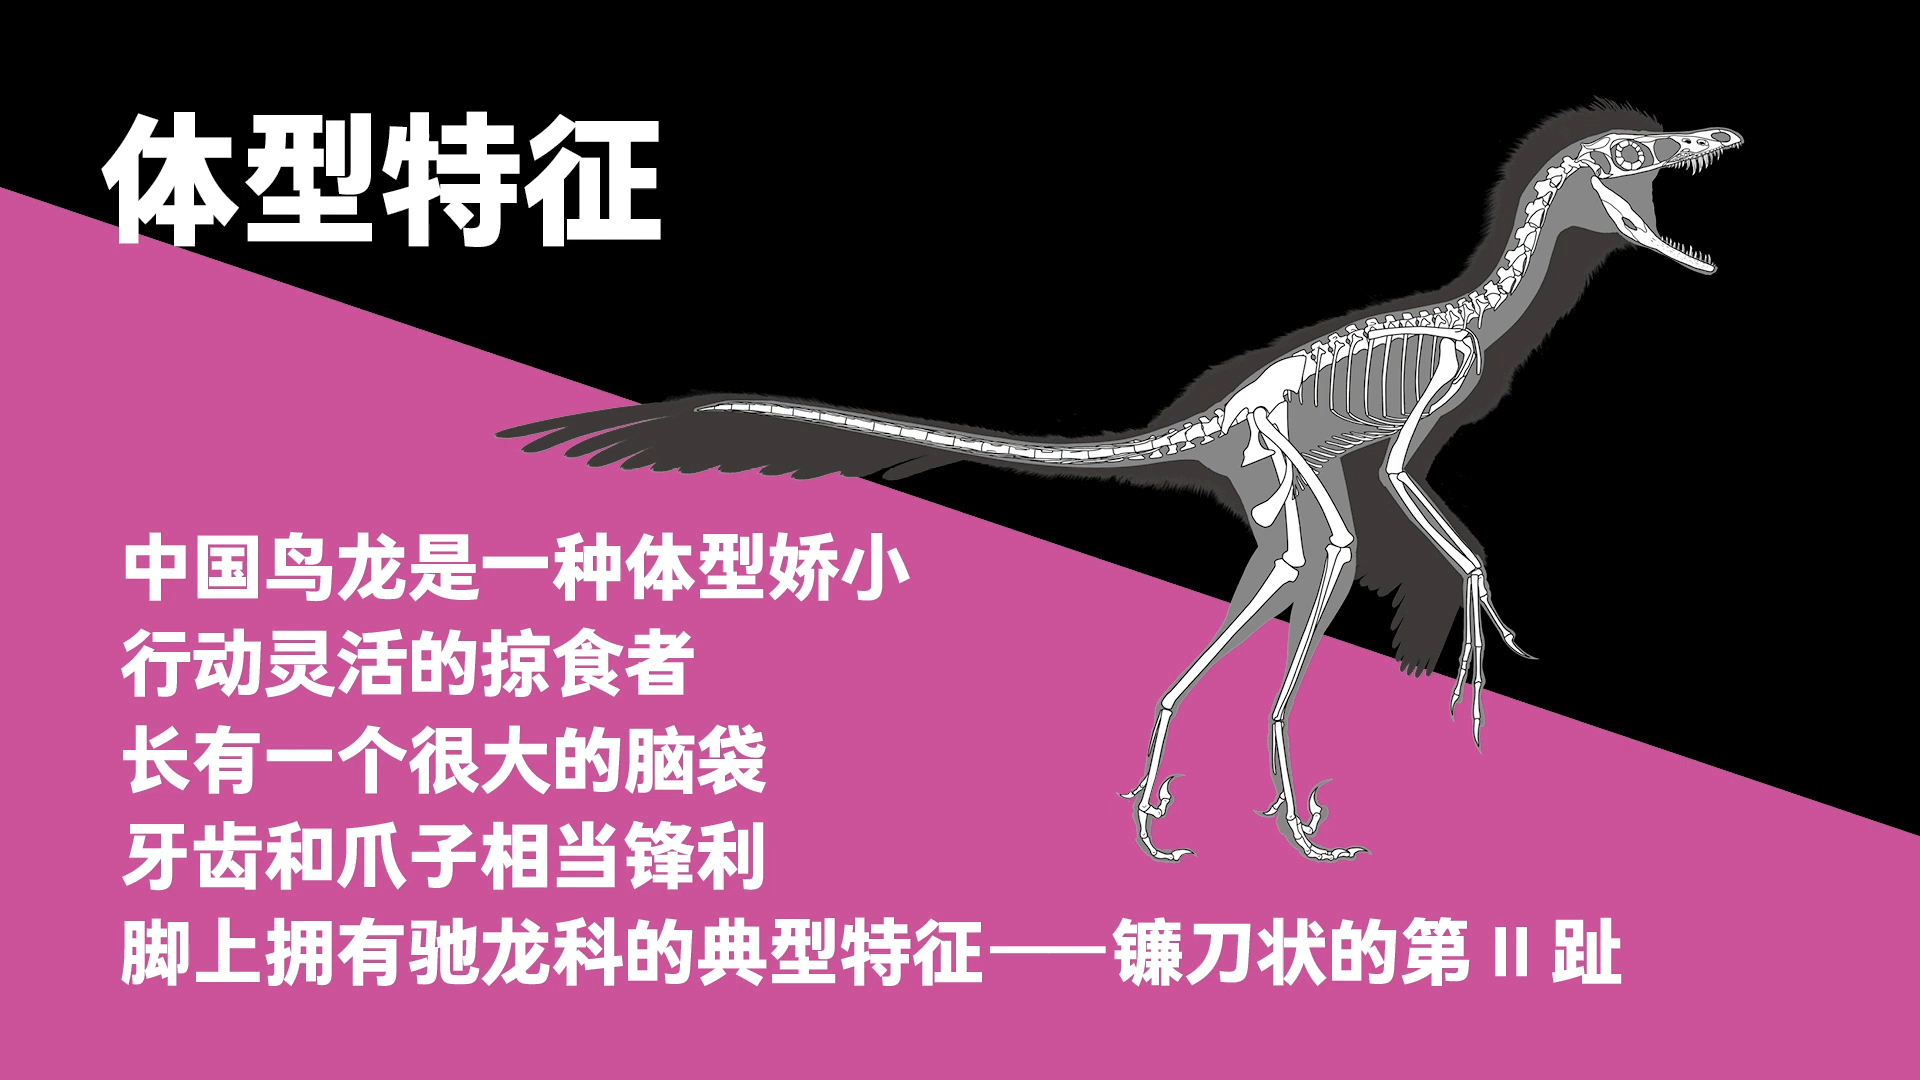 体型特征
中国鸟龙是一种体型娇小
行动灵活的掠食者
长有一个很大的脑袋
牙齿和爪子相当锋利
脚上拥有驰龙科的典型特征——镰刀状的第 II 趾